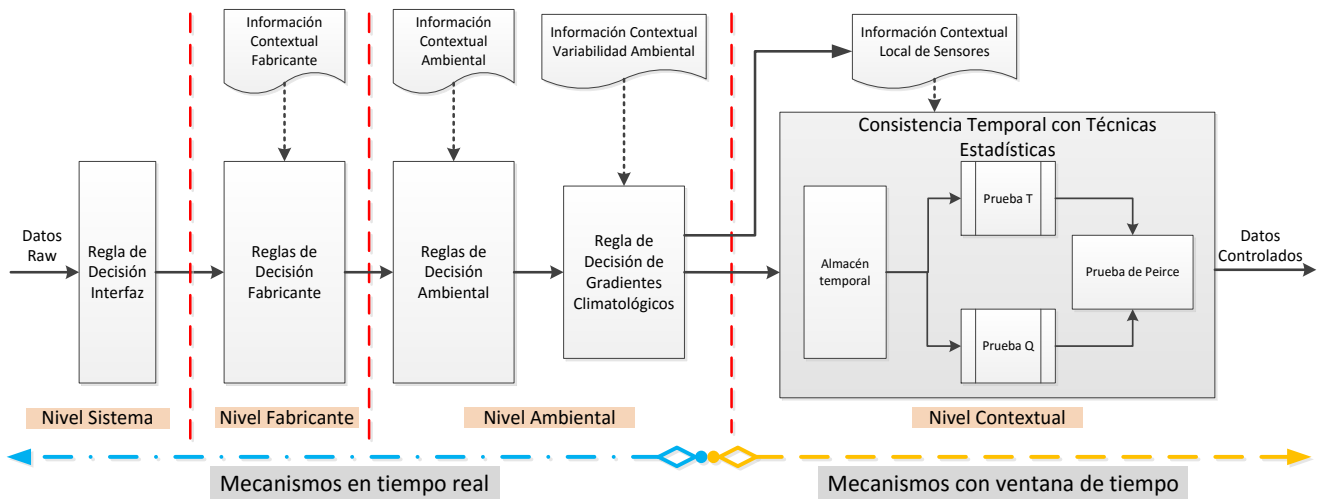 Información
Contextual
Fabricante
Información
Contextual
Ambiental
Información Contextual
Variabilidad Ambiental
Información Contextual
Local de Sensores
Datos
Raw
Regla de
Decisión
Interfaz
Reglas de
Decisión
Fabricante
Reglas de
Decisión
Ambiental
Regla de
Decisión de
Gradientes
Climatológicos
Consistencia Temporal con Técnicas
Estadísticas
Almacén
temporal
Prueba T
Prueba Q
Prueba de Peirce
Datos
Controlados
Nivel Sistema
Nivel Fabricante
Nivel Ambiental
Nivel Contextual
Mecanismos en tiempo real
Mecanismos con ventana de tiempo